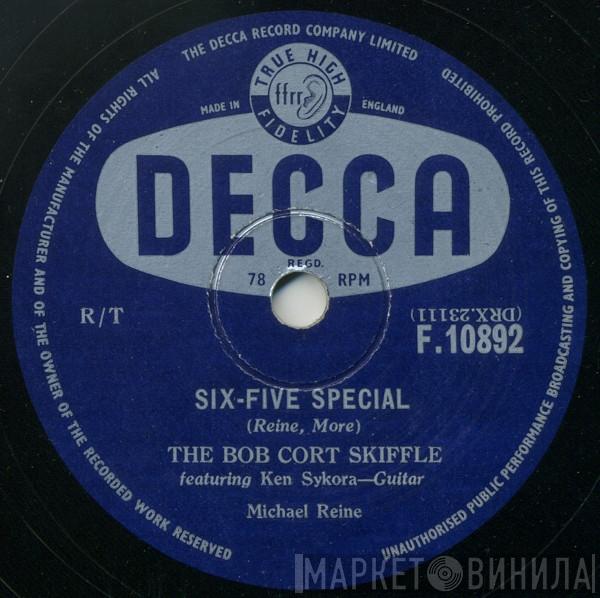 ALL RIGHTS OF THE MANUFACTURER AND OF THE OWNER OF THE RECORDED WORK RESERVED
THE DECCA RECORD COMPANY LIMITED
UNAUTHORISED PUBLIC PERFORMANCE BROADCASTING AND COPYING OF THIS RECORD PROHIBITED
TRUE HIGH
ffrr
FIDELITY
MADE IN ENGLAND
DECCA
REGD.
78 RPM
R/T
(DRX.23111)
F.10892
SIX-FIVE SPECIAL
(Reine, More)
THE BOB CORT SKIFFLE
featuring Ken Sykora—Guitar
Michael Reine
МАРКЕТ ВИНИЛА